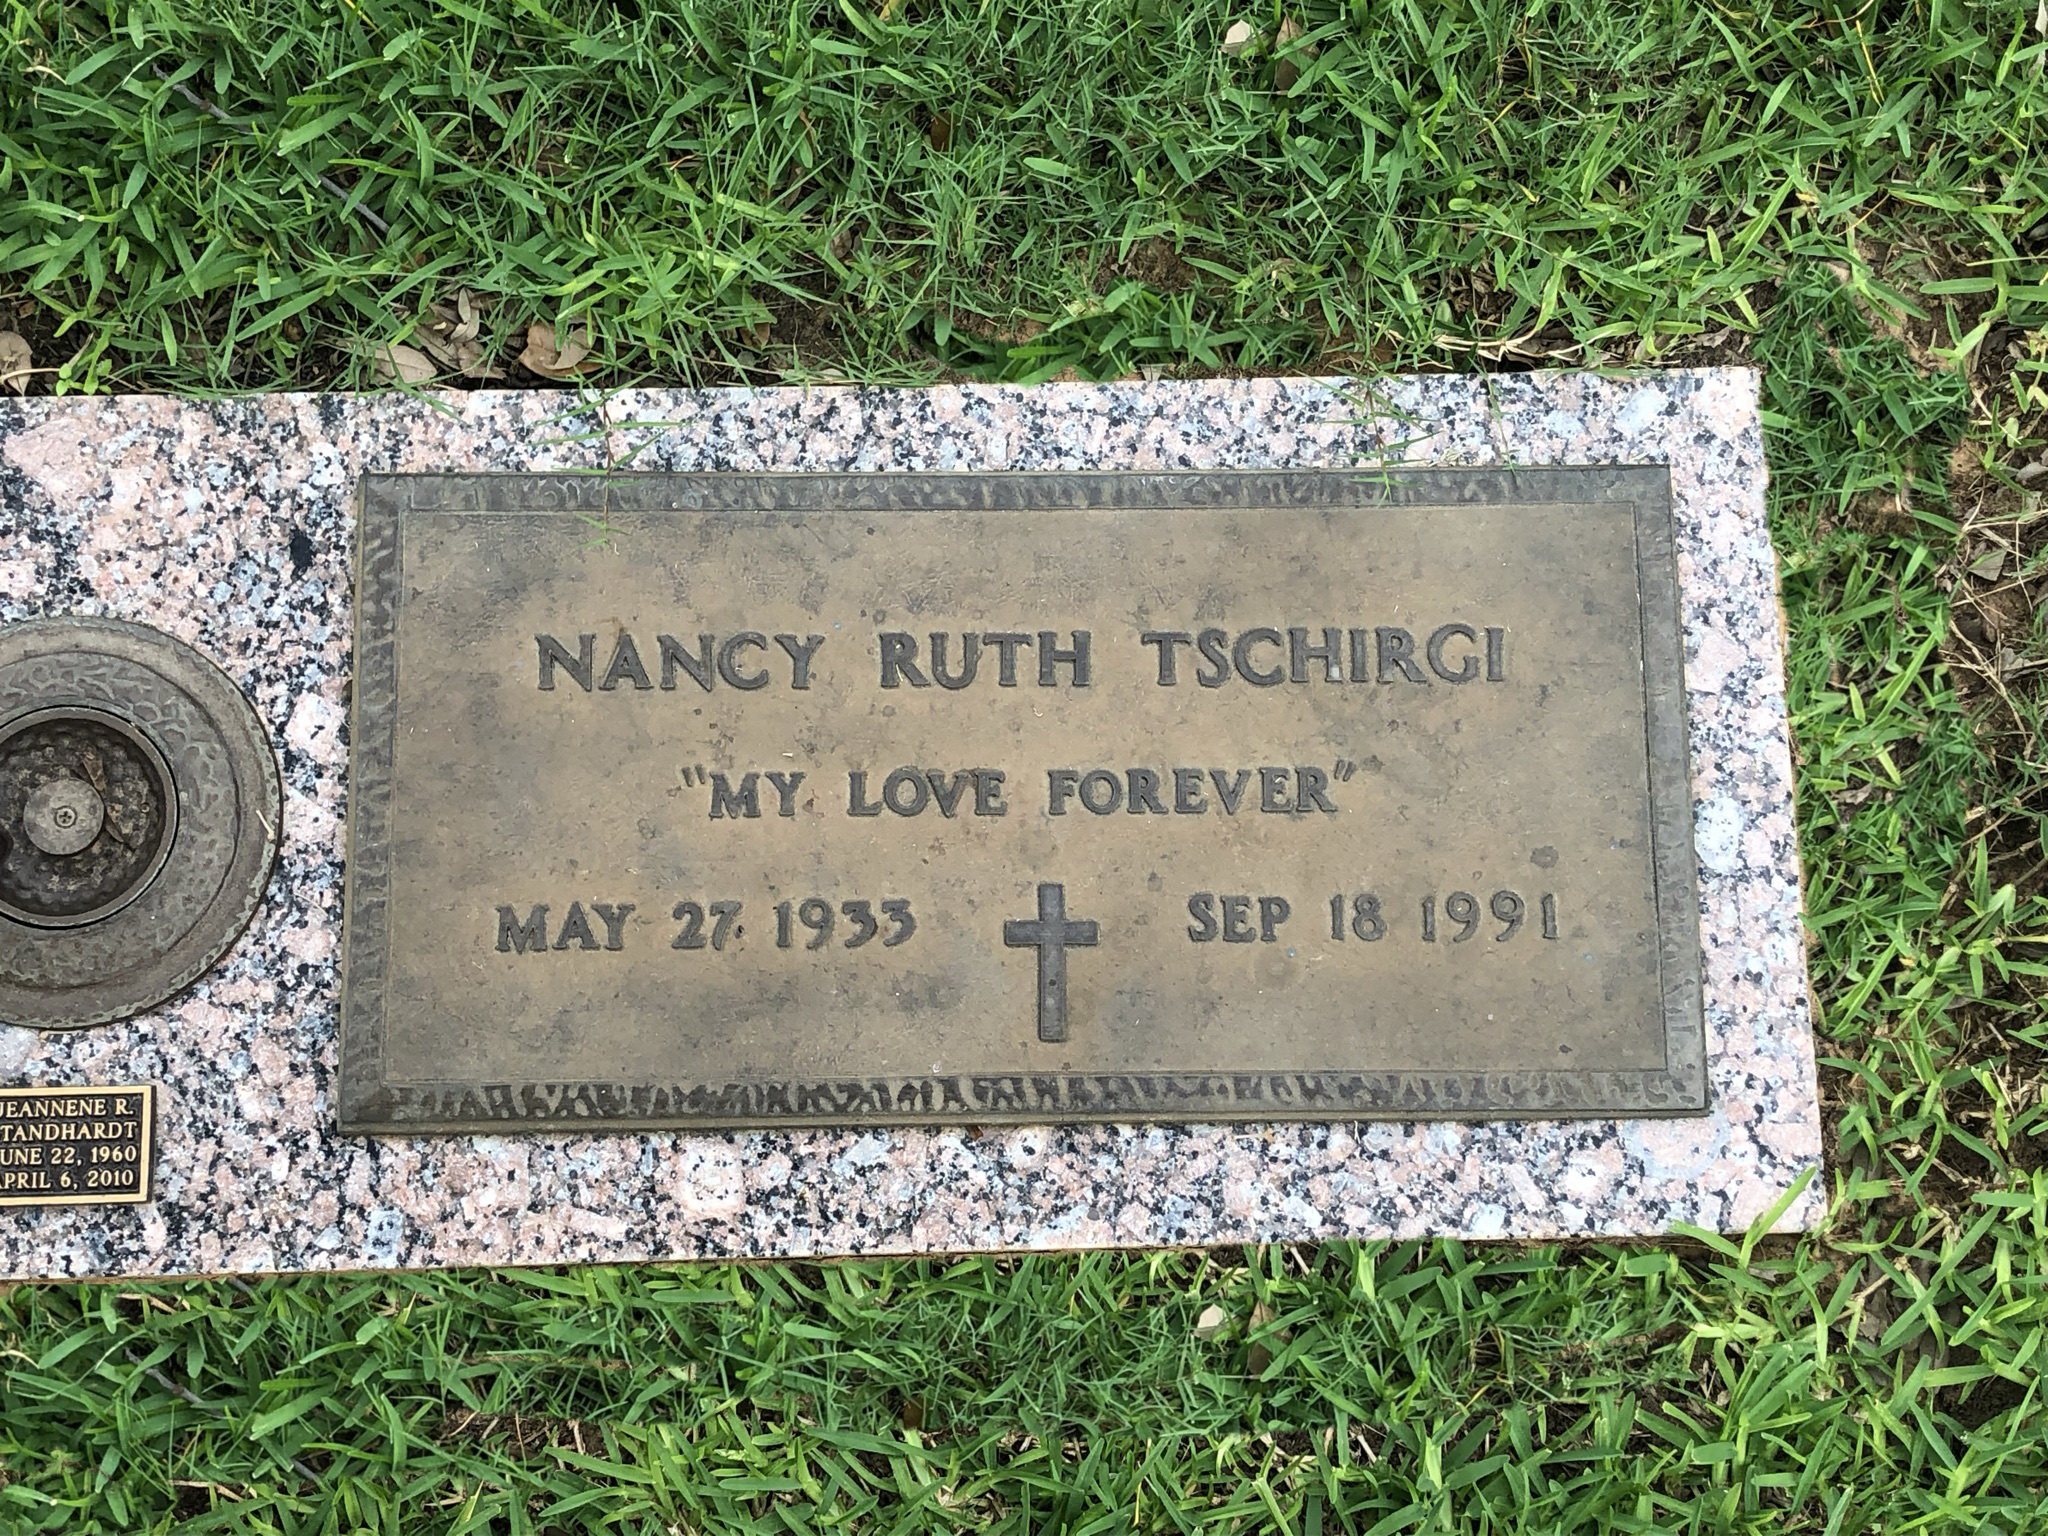 NANCY RUTH TSCHIRGI
"MY LOVE FOREVER"
MAY 27 1933 SEP 18 1991
JEANNENE R.
TANDHARDT
UNE 22, 1960
APRIL 6, 2010